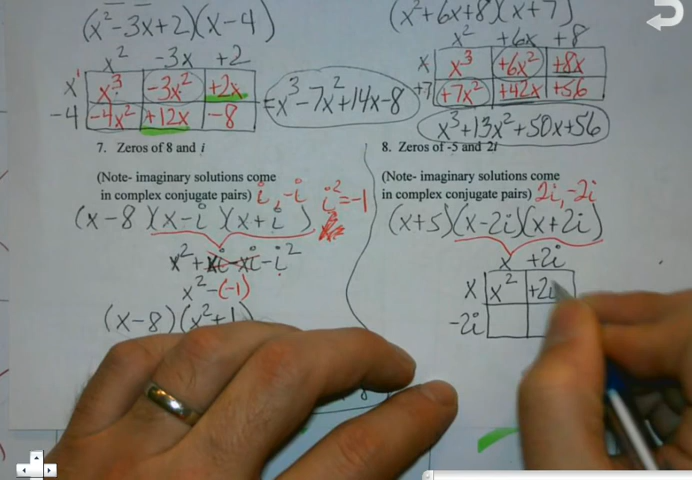 (x²-3x+2)(x-4)
x² -3x +2
x x³ -3x² +2x
-4 -4x² +12x -8
=x³-7x²+14x-8
(x²+6x+8)(x+7)
x² +6x +8
x x³ +6x² +8x
+7 +7x² +42x +56
x³+13x²+50x+56
7. Zeros of 8 and i
(Note- imaginary solutions come
in complex conjugate pairs) i, -i
i²=-1
(x-8)(x-i)(x+i)
x²+xi-xi-i²
x²-(-1)
(x-8)(x²+1)
8. Zeros of -5 and 2i
(Note- imaginary solutions come
in complex conjugate pairs) 2i, -2i
(x+5)(x-2i)(x+2i)
x +2i
x x² +2i
-2i